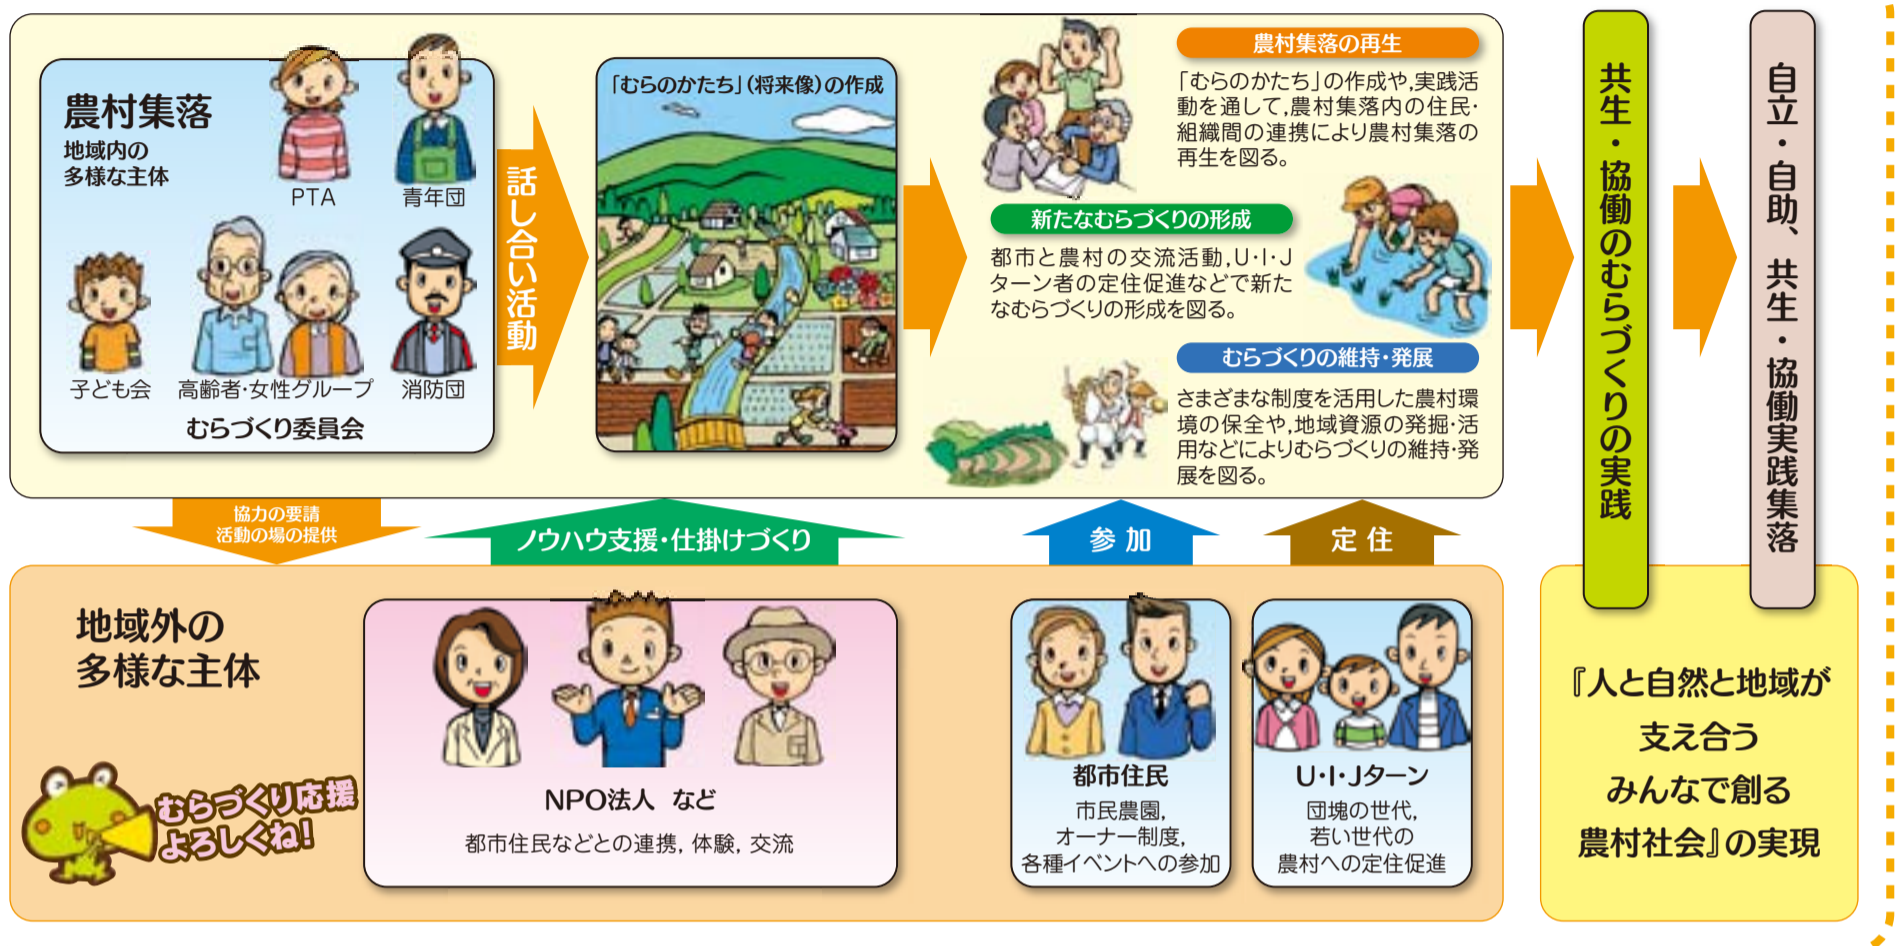 農村集落
地域内の
多様な主体
PTA
青年団
子ども会
高齢者・女性グループ
消防団
むらづくり委員会
話し合い活動
「むらのかたち」(将来像)の作成
農村集落の再生
「むらのかたち」の作成や,実践活
動を通して,農村集落内の住民・
組織間の連携により農村集落の
再生を図る。
新たなむらづくりの形成
都市と農村の交流活動,U・I・J
ターン者の定住促進などで新た
なむらづくりの形成を図る。
むらづくりの維持・発展
さまざまな制度を活用した農村環
境の保全や,地域資源の発掘・活
用などによりむらづくりの維持・発
展を図る。
共生・協働のむらづくりの実践
自立・自助、共生・協働実践集落
協力の要請
活動の場の提供
ノウハウ支援・仕掛けづくり
参加
定住
地域外の
多様な主体
むらづくり応援
よろしくね!
NPO法人 など
都市住民などとの連携, 体験, 交流
都市住民
市民農園,
オーナー制度,
各種イベントへの参加
U・I・Jターン
団塊の世代,
若い世代の
農村への定住促進
『人と自然と地域が
支え合う
みんなで創る
農村社会』の実現